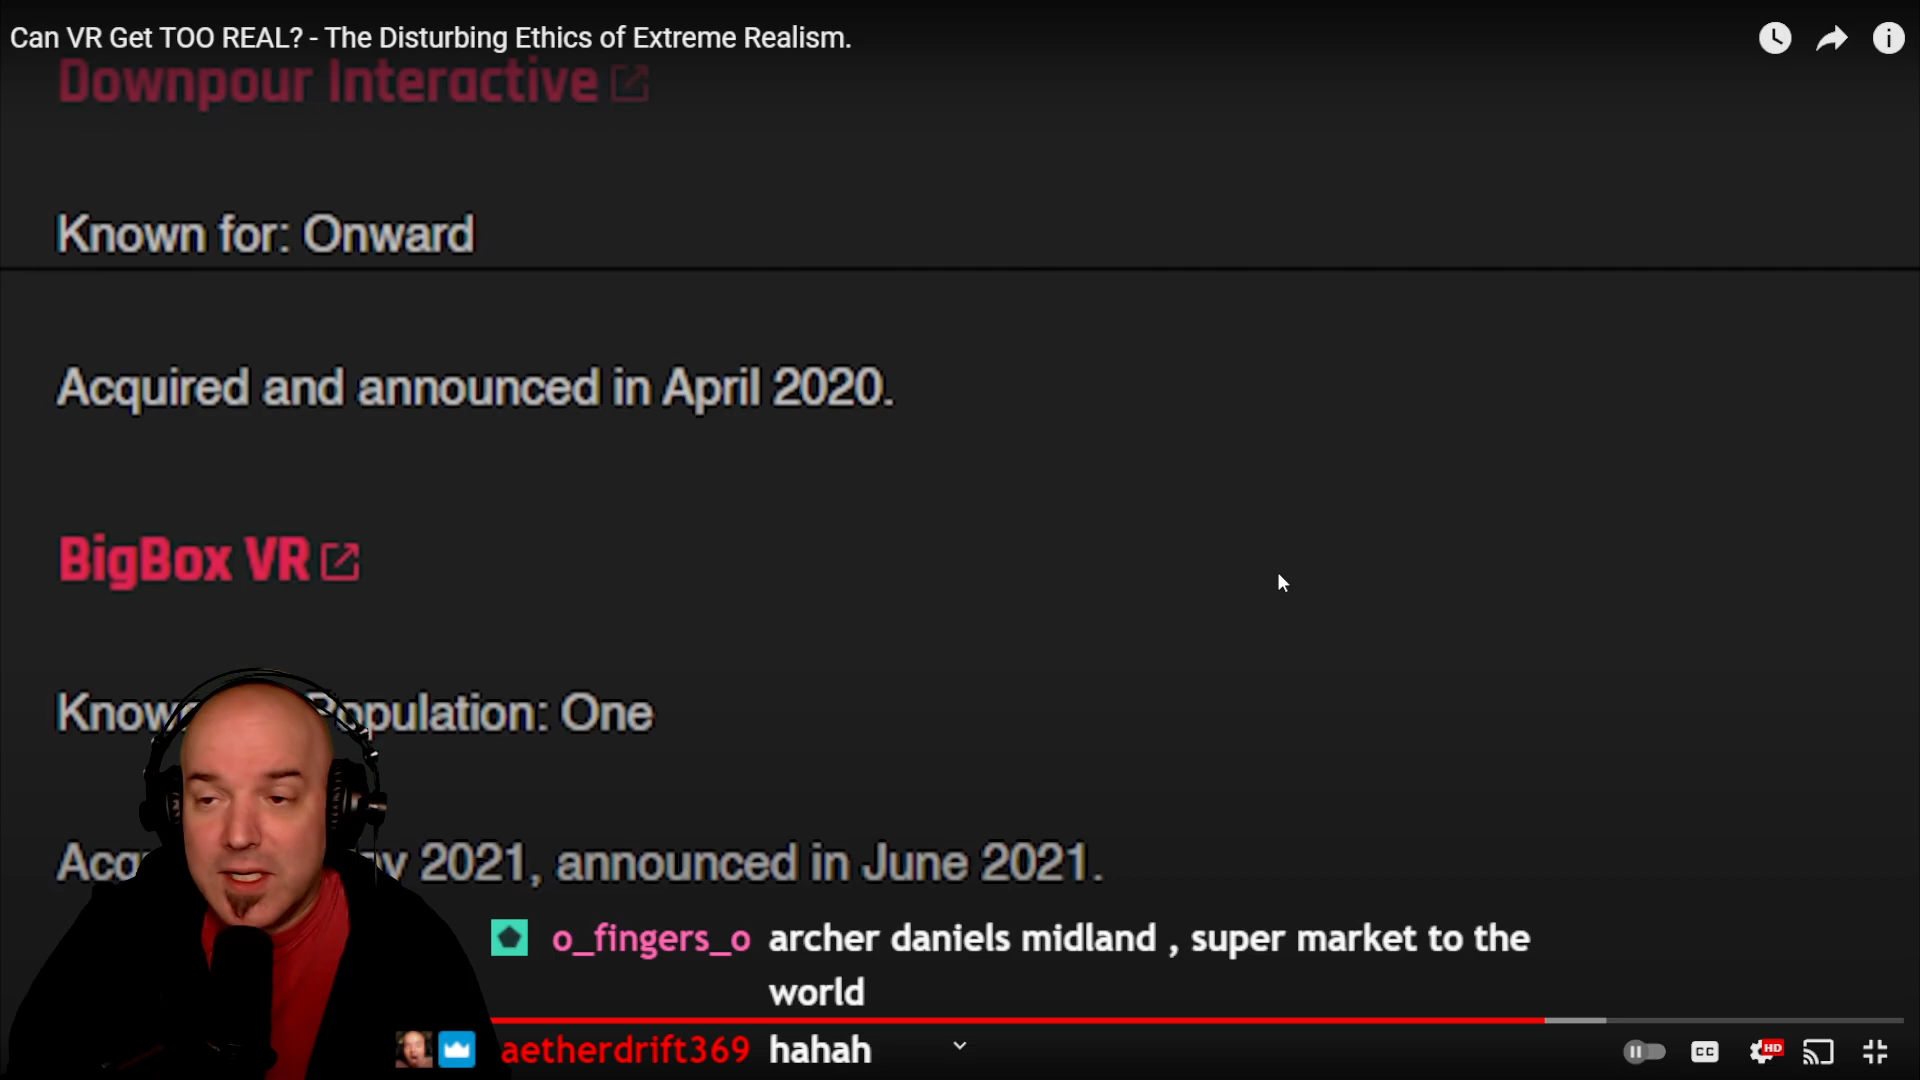 Can VR Get TOO REAL? - The Disturbing Ethics of Extreme Realism.
Downpour Interactive
Known for: Onward
Acquired and announced in April 2020.
BigBox VR
Population: One
2021, announced in June 2021.
o_fingers_o archer daniels midland , super market to the
world
aetherdrift369 hahah
CC HD